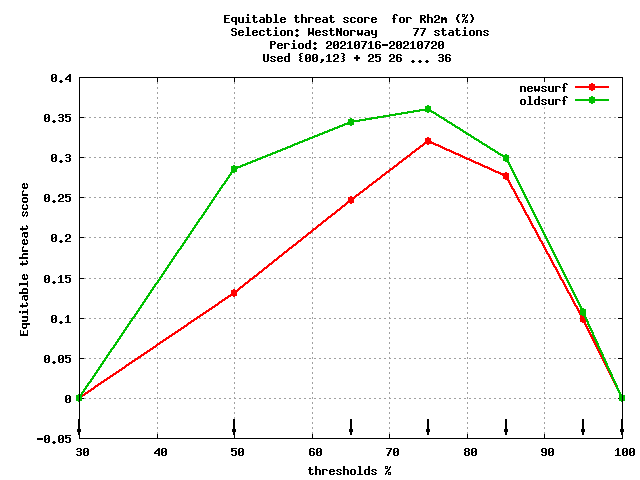 Equitable threat score  for Rh2m (%)
Selection: WestNorway     77 stations
Period: 20210716-20210720
Used {00,12} + 25 26 ... 36
newsurf
oldsurf
0.4
0.35
0.3
0.25
0.2
0.15
0.1
0.05
0
-0.05
Equitable threat score
30 40 50 60 70 80 90 100
thresholds %